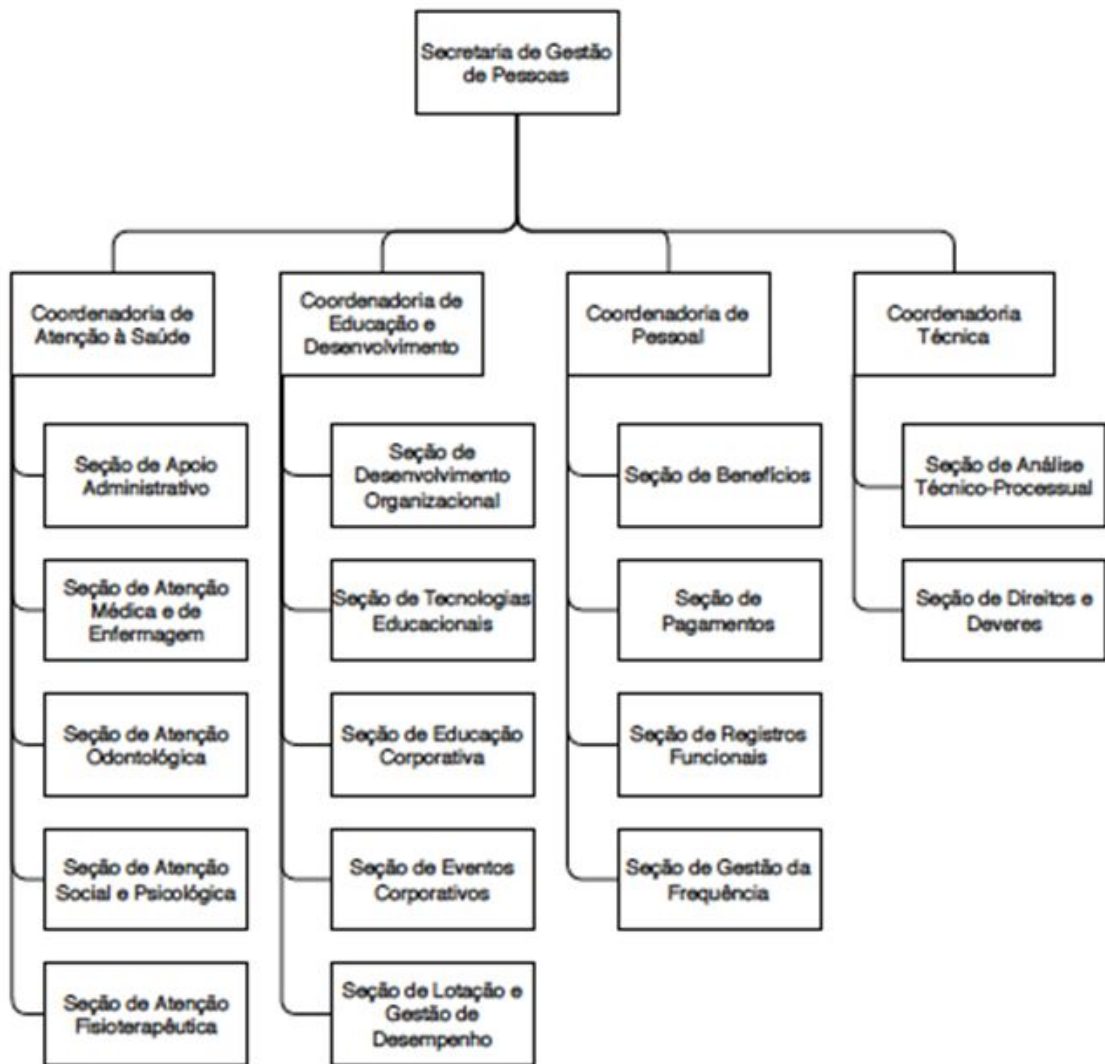 Secretaria de Gestão
de Pessoas
Coordenadoria de
Atenção à Saúde
Coordenadoria de
Educação e
Desenvolvimento
Coordenadoria de
Pessoal
Coordenadoria
Técnica
Seção de Apoio
Administrativo
Seção de Atenção
Médica e de
Enfermagem
Seção de Atenção
Odontológica
Seção de Atenção
Social e Psicológica
Seção de Atenção
Fisioterapêutica
Seção de
Desenvolvimento
Organizacional
Seção de Tecnologias
Educacionais
Seção de Educação
Corporativa
Seção de Eventos
Corporativos
Seção de Lotação e
Gestão de
Desempenho
Seção de Benefícios
Seção de
Pagamentos
Seção de Registros
Funcionais
Seção de Gestão da
Frequência
Seção de Análise
Técnico-Processual
Seção de Direitos e
Deveres